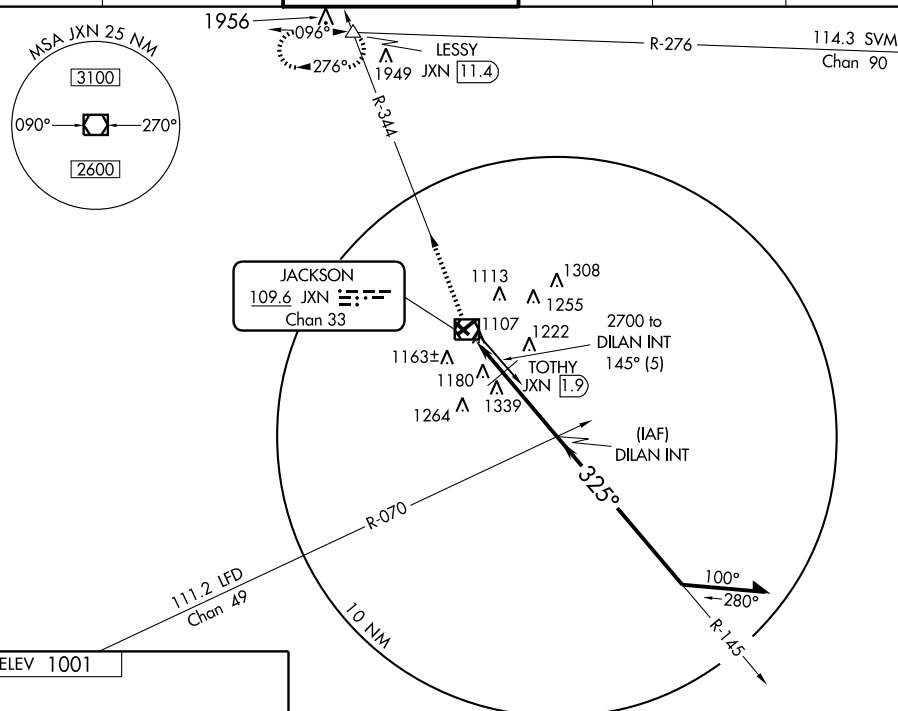 1956
096°
276°
1949
LESSY
JXN 11.4
R-276
114.3 SVM
Chan 90
MSA JXN 25 NM
3100
090°
270°
2600
R-344
JACKSON
109.6 JXN
Chan 33
1113
1308
1255
1107
1222
2700 to
DILAN INT
145° (5)
1163±
TOTHY
JXN 1.9
1180
1264
1339
(IAF)
DILAN INT
325°
R-070
111.2 LFD
Chan 49
100°
280°
R-145
10 NM
ELEV 1001